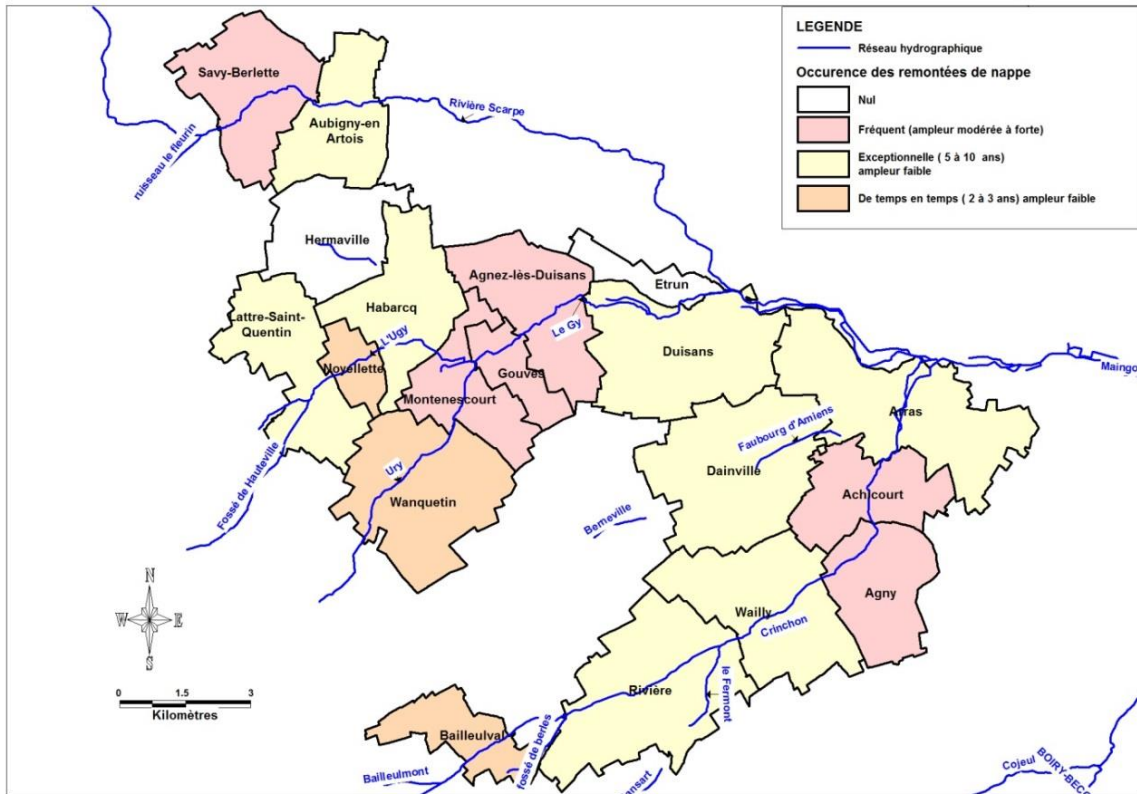 LEGENDE
Réseau hydrographique
Occurence des remontées de nappe
Nul
Fréquent (ampleur modérée à forte)
Exceptionnelle ( 5 à 10 ans)
ampleur faible
De temps en temps ( 2 à 3 ans) ampleur faible
Savy-Berlette
Rivière Scarpe
Aubigny-en
Artois
ruisseau le fleurin
Hermaville
Agnez-lès-Duisans
Etrun
Habarcq
Lattre-Saint-
Quentin
Le Gy
L'Ugy
Duisans
Noyellette
Gouves
Maingo
Montenescourt
Arras
Faubourg d'Amiens
Dainville
Ury
Achicourt
Wanquetin
Fossé de Hauteville
Berneville
N
W E
S
Agny
Wailly
Crinchon
0 1.5 3
Kilomètres
Rivière
le Fermont
Bailleulval
fossé de berles
Bailleulmont
ansart
Cojeul
BOIRY-BECQ